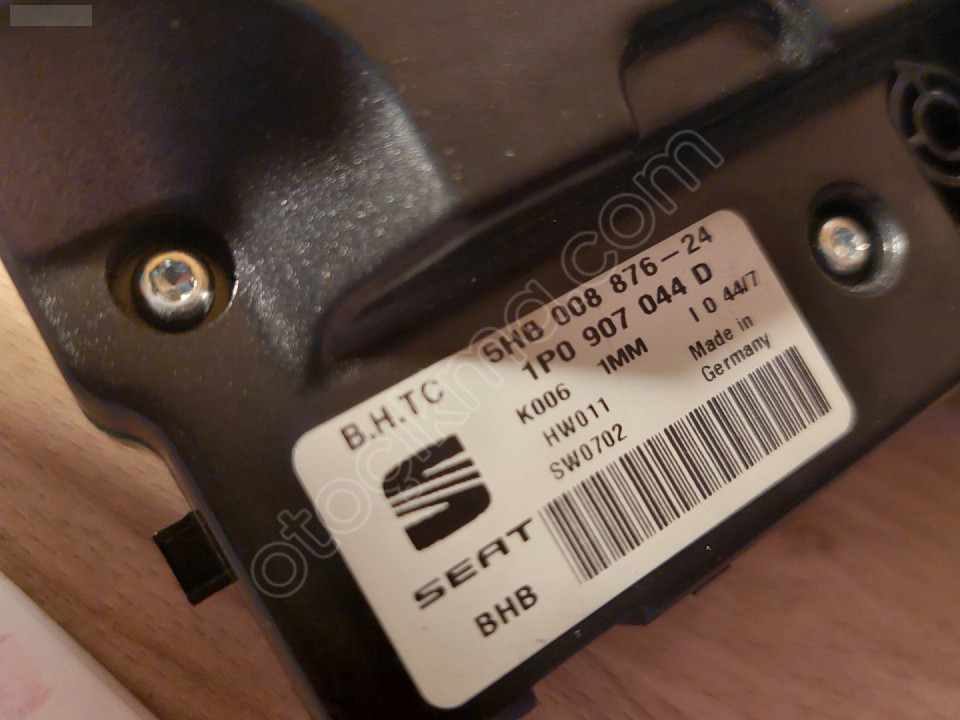 B.H.TC
5HB 008 876-24
1P0 907 044 D
K006 1MM I 0 44/7
HW011 Made in
SW0702 Germany
SEAT
BHB
otocikma.com